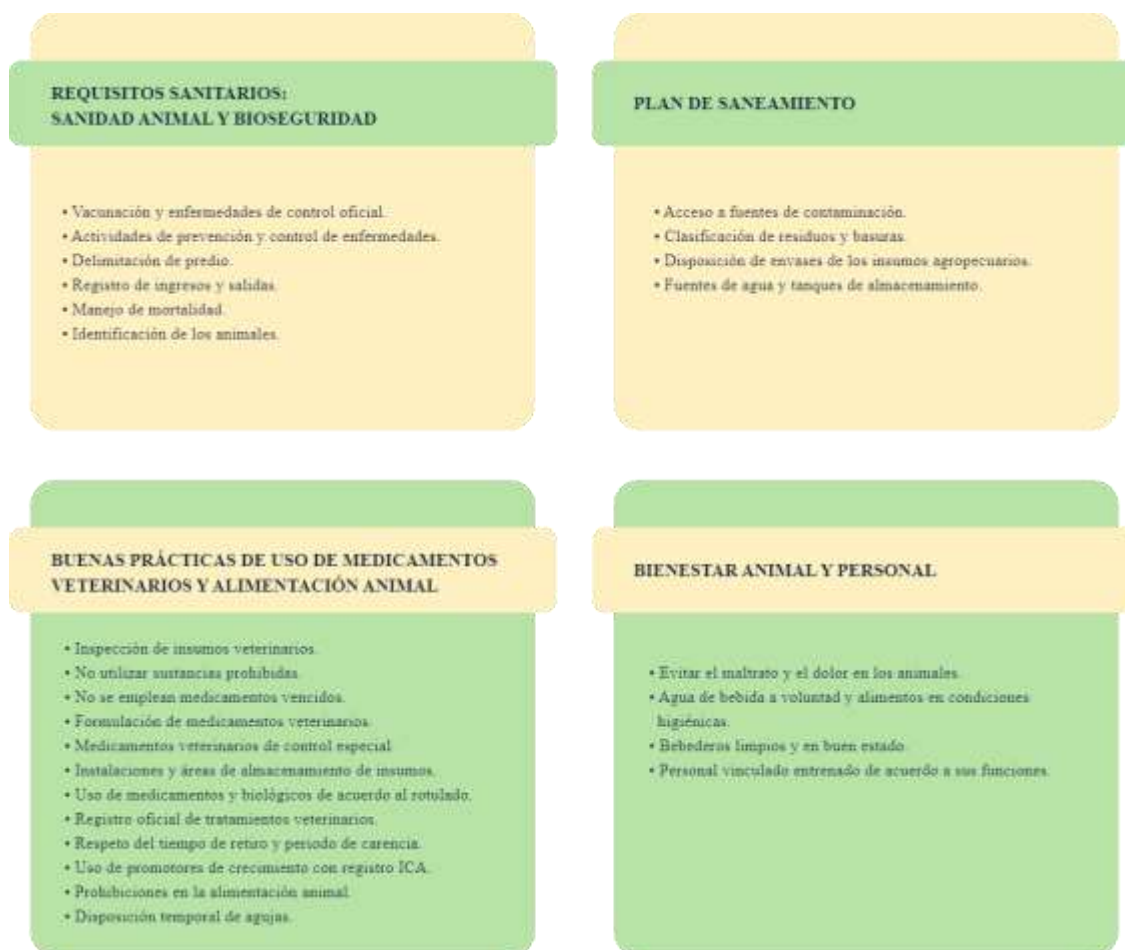 REQUISITOS SANITARIOS:
SANIDAD ANIMAL Y BIOSEGURIDAD
• Vacunación y enfermedades de control oficial.
• Actividades de prevención y control de enfermedades.
• Delimitación de predio.
• Registro de ingresos y salidas.
• Manejo de mortalidad.
• Identificación de los animales.
PLAN DE SANEAMIENTO
• Acceso a fuentes de contaminación.
• Clasificación de residuos y basuras.
• Disposición de envases de los insumos agropecuarios.
• Fuentes de agua y tanques de almacenamiento.
BUENAS PRÁCTICAS DE USO DE MEDICAMENTOS
VETERINARIOS Y ALIMENTACIÓN ANIMAL
• Inspección de insumos veterinarios.
• No utilizar sustancias prohibidas.
• No se emplean medicamentos vencidos.
• Formulación de medicamentos veterinarios.
• Medicamentos veterinarios de control especial.
• Instalaciones y áreas de almacenamiento de insumos.
• Uso de medicamentos y biológicos de acuerdo al rotulado.
• Registro oficial de tratamientos veterinarios.
• Respeto del tiempo de retiro y periodo de carencia.
• Uso de promotores de crecimiento con registro ICA.
• Prohibiciones en la alimentación animal.
• Disposición temporal de agujas.
BIENESTAR ANIMAL Y PERSONAL
• Evitar el maltrato y el dolor en los animales.
• Agua de bebida a voluntad y alimentos en condiciones
higiénicas.
• Bebederos limpios y en buen estado.
• Personal vinculado entrenado de acuerdo a sus funciones.